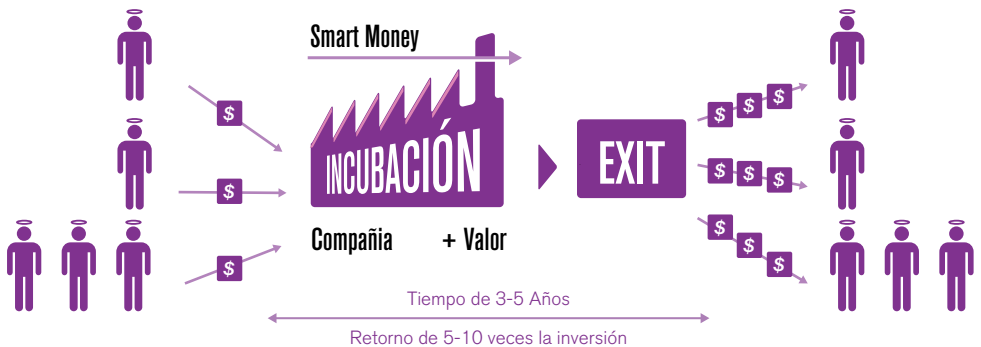 Smart Money
$
$
$
INCUBACIÓN
EXIT
$ $ $
$ $ $
$ $ $
Compañia + Valor
Tiempo de 3-5 Años
Retorno de 5-10 veces la inversión